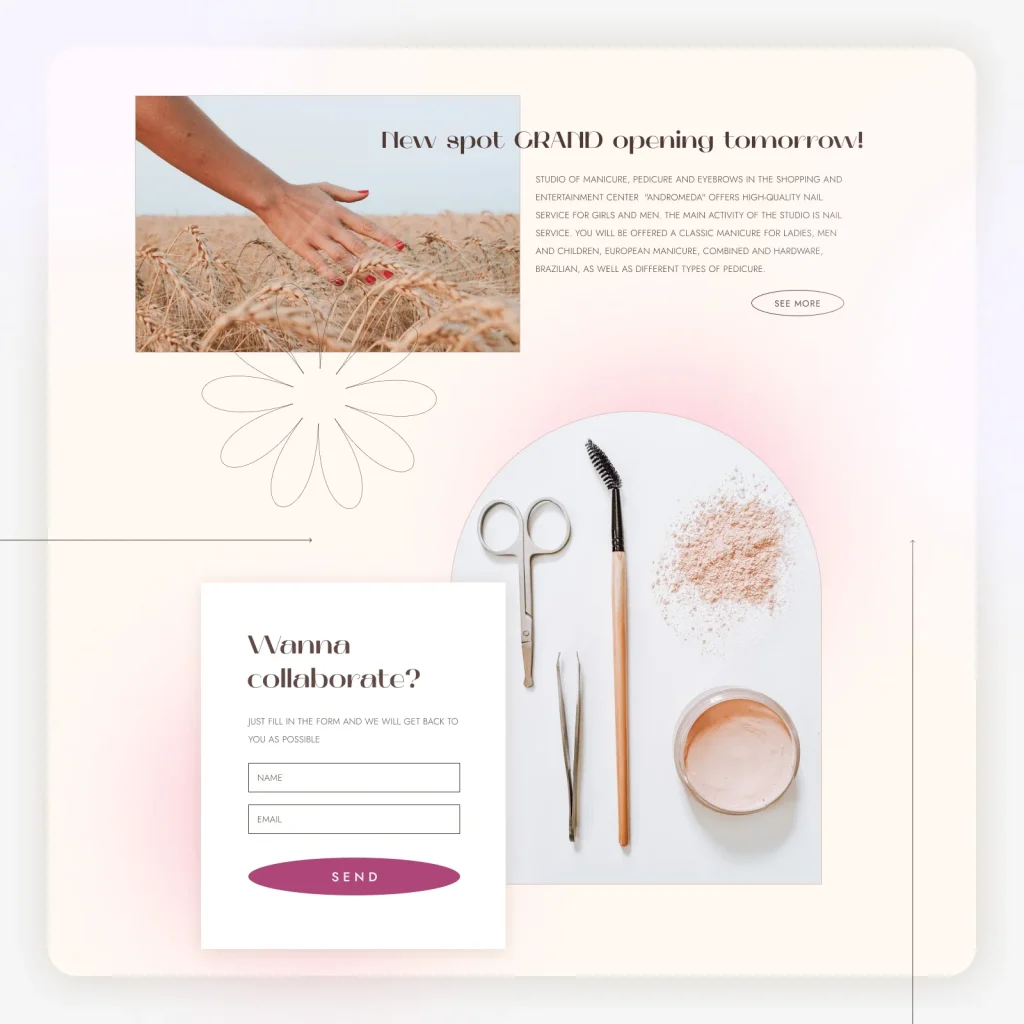 New spot GRAND opening tomorrow!
STUDIO OF MANICURE, PEDICURE AND EYEBROWS IN THE SHOPPING AND
ENTERTAINMENT CENTER "ANDROMEDA" OFFERS HIGH-QUALITY NAIL
SERVICE FOR GIRLS AND MEN. THE MAIN ACTIVITY OF THE STUDIO IS NAIL
SERVICE. YOU WILL BE OFFERED A CLASSIC MANICURE FOR LADIES, MEN
AND CHILDREN, EUROPEAN MANICURE, COMBINED AND HARDWARE,
BRAZILIAN, AS WELL AS DIFFERENT TYPES OF PEDICURE.
SEE MORE
Wanna
collaborate?
JUST FILL IN THE FORM AND WE WILL GET BACK TO
YOU AS POSSIBLE
NAME
EMAIL
SEND